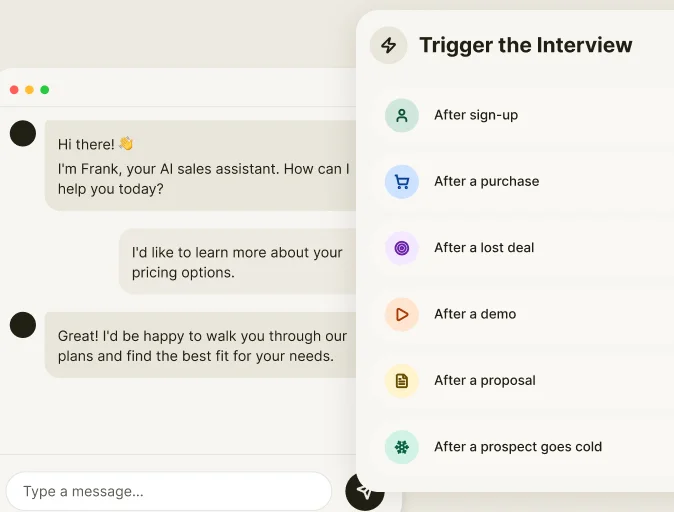 Hi there! 👋
I'm Frank, your AI sales assistant. How can I
help you today?
I'd like to learn more about your
pricing options.
Great! I'd be happy to walk you through our
plans and find the best fit for your needs.
Type a message...
Trigger the Interview
After sign-up
After a purchase
After a lost deal
After a demo
After a proposal
After a prospect goes cold